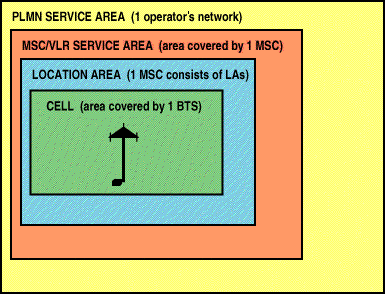 PLMN SERVICE AREA (1 operator's network)
MSC/VLR SERVICE AREA (area covered by 1 MSC)
LOCATION AREA (1 MSC consists of LAs)
CELL (area covered by 1 BTS)